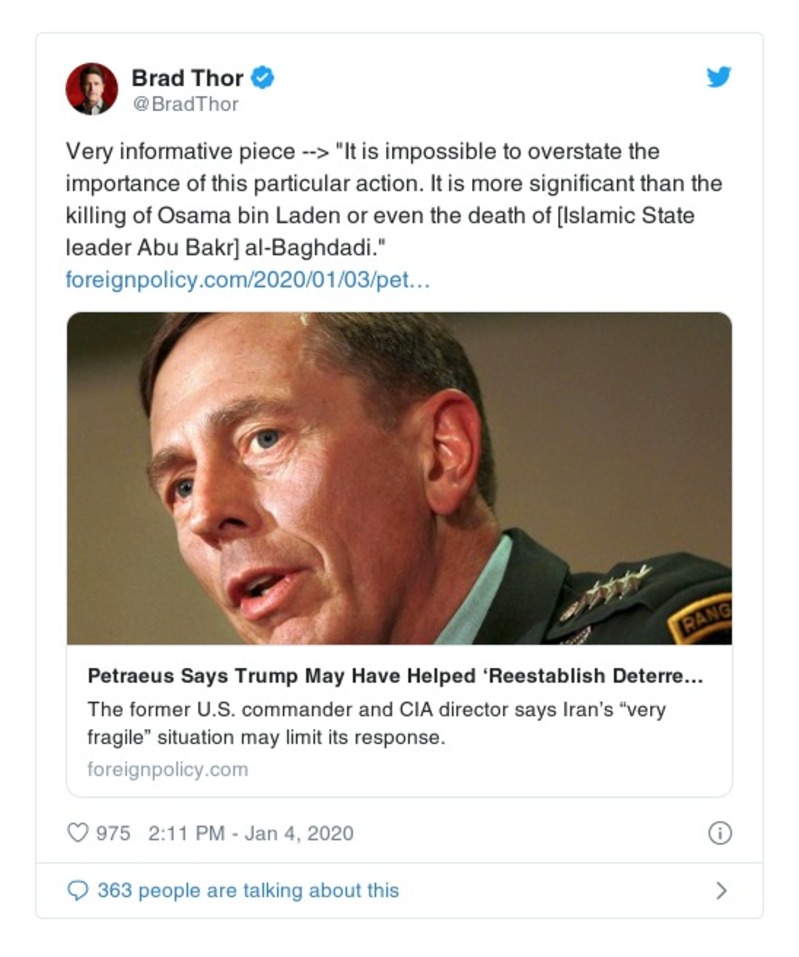 Brad Thor
@BradThor
Very informative piece --> "It is impossible to overstate the
importance of this particular action. It is more significant than the
killing of Osama bin Laden or even the death of [Islamic State
leader Abu Bakr] al-Baghdadi."
foreignpolicy.com/2020/01/03/pet…
RANG
Petraeus Says Trump May Have Helped ‘Reestablish Deterre...
The former U.S. commander and CIA director says Iran’s “very
fragile” situation may limit its response.
foreignpolicy.com
975 2:11 PM - Jan 4, 2020
363 people are talking about this